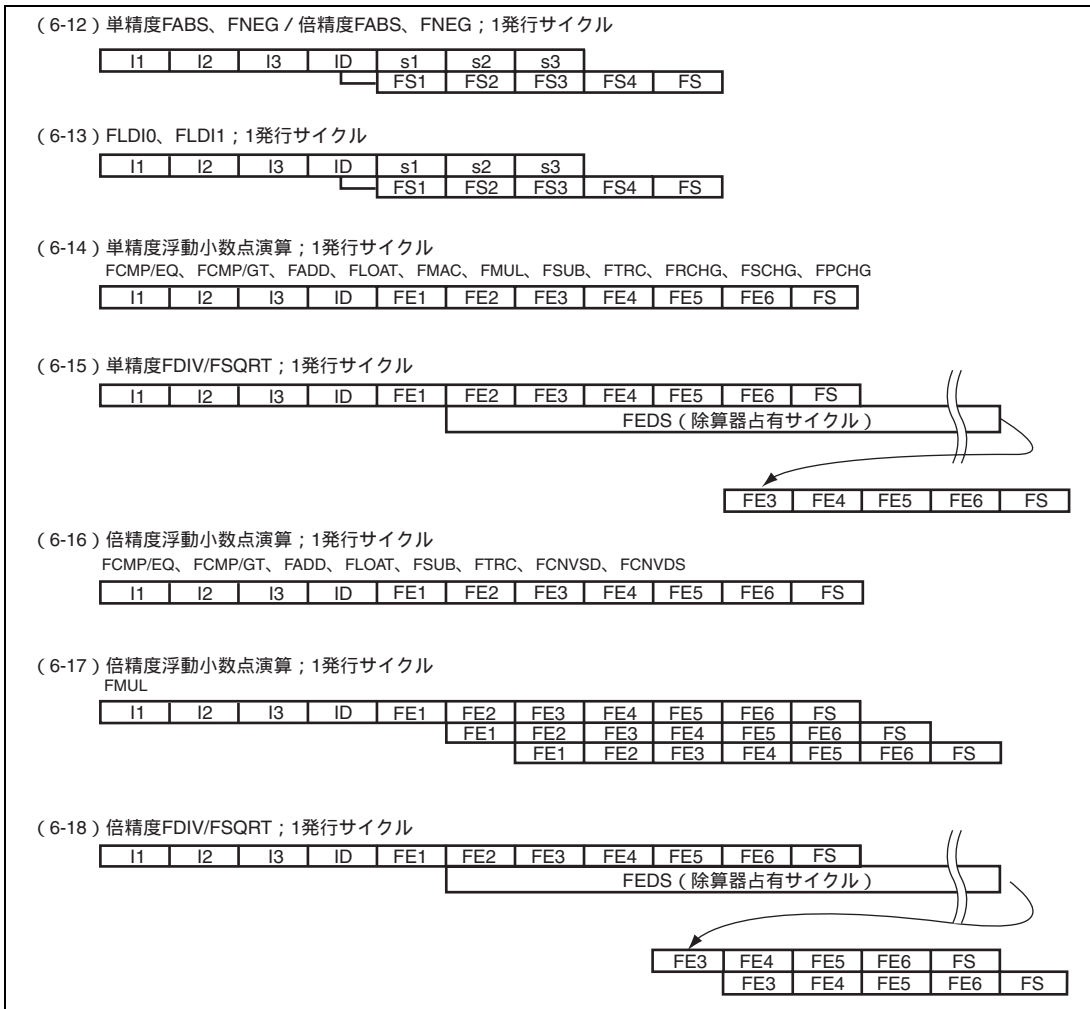 （6-12）単精度FABS、FNEG / 倍精度FABS、FNEG；1発行サイクル
I1 I2 I3 ID s1 s2 s3
FS1 FS2 FS3 FS4 FS
（6-13）FLDI0、FLDI1；1発行サイクル
I1 I2 I3 ID s1 s2 s3
FS1 FS2 FS3 FS4 FS
（6-14）単精度浮動小数点演算；1発行サイクル
FCMP/EQ、FCMP/GT、FADD、FLOAT、FMAC、FMUL、FSUB、FTRC、FRCHG、FSCHG、FPCHG
I1 I2 I3 ID FE1 FE2 FE3 FE4 FE5 FE6 FS
（6-15）単精度FDIV/FSQRT；1発行サイクル
I1 I2 I3 ID FE1 FE2 FE3 FE4 FE5 FE6 FS
FEDS（除算器占有サイクル）
FE3 FE4 FE5 FE6 FS
（6-16）倍精度浮動小数点演算；1発行サイクル
FCMP/EQ、FCMP/GT、FADD、FLOAT、FSUB、FTRC、FCNVSD、FCNVDS
I1 I2 I3 ID FE1 FE2 FE3 FE4 FE5 FE6 FS
（6-17）倍精度浮動小数点演算；1発行サイクル
FMUL
I1 I2 I3 ID FE1 FE2 FE3 FE4 FE5 FE6 FS
FE1 FE2 FE3 FE4 FE5 FE6 FS
FE1 FE2 FE3 FE4 FE5 FE6 FS
（6-18）倍精度FDIV/FSQRT；1発行サイクル
I1 I2 I3 ID FE1 FE2 FE3 FE4 FE5 FE6 FS
FEDS（除算器占有サイクル）
FE3 FE4 FE5 FE6 FS
FE3 FE4 FE5 FE6 FS